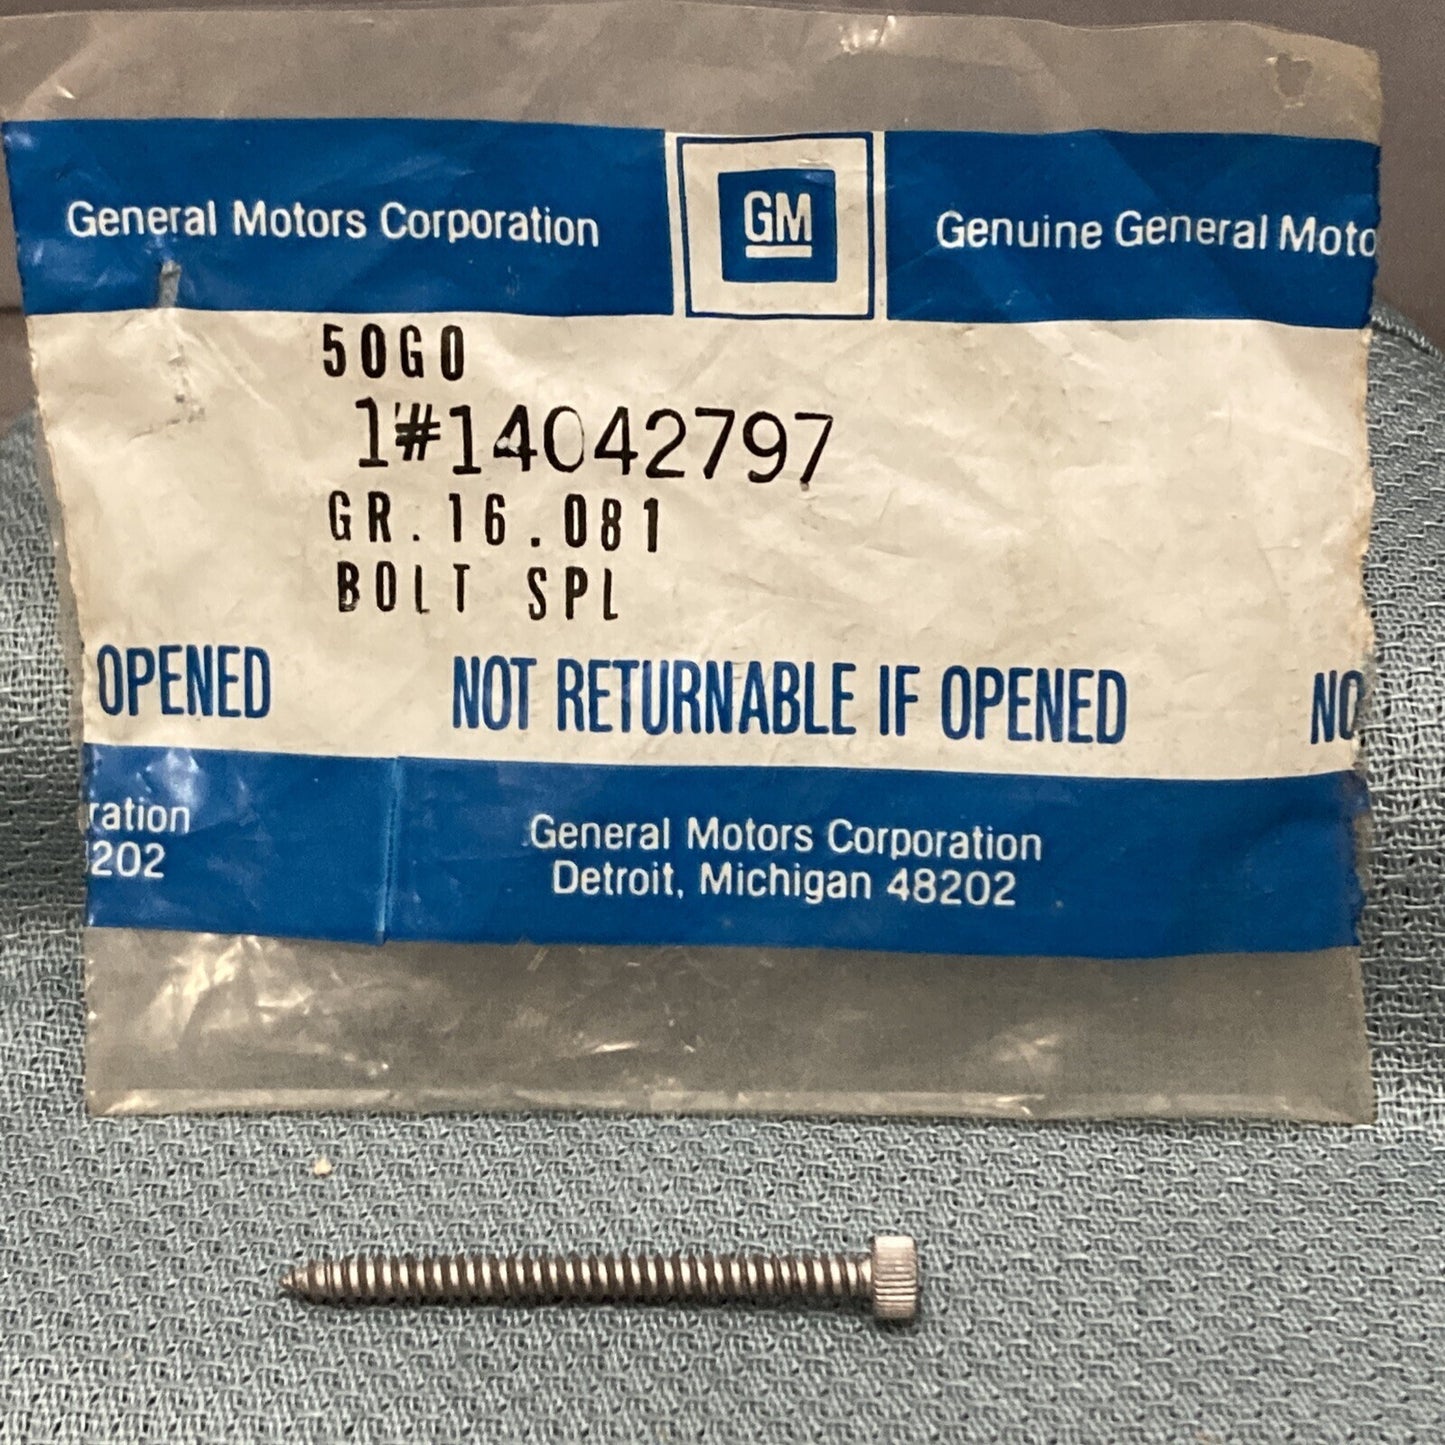 General Motors Corporation
GM
Genuine General Moto
50G0
1#14042797
GR.16.081
BOLT SPL
OPENED
NOT RETURNABLE IF OPENED
NO
ration
202
General Motors Corporation
Detroit, Michigan 48202